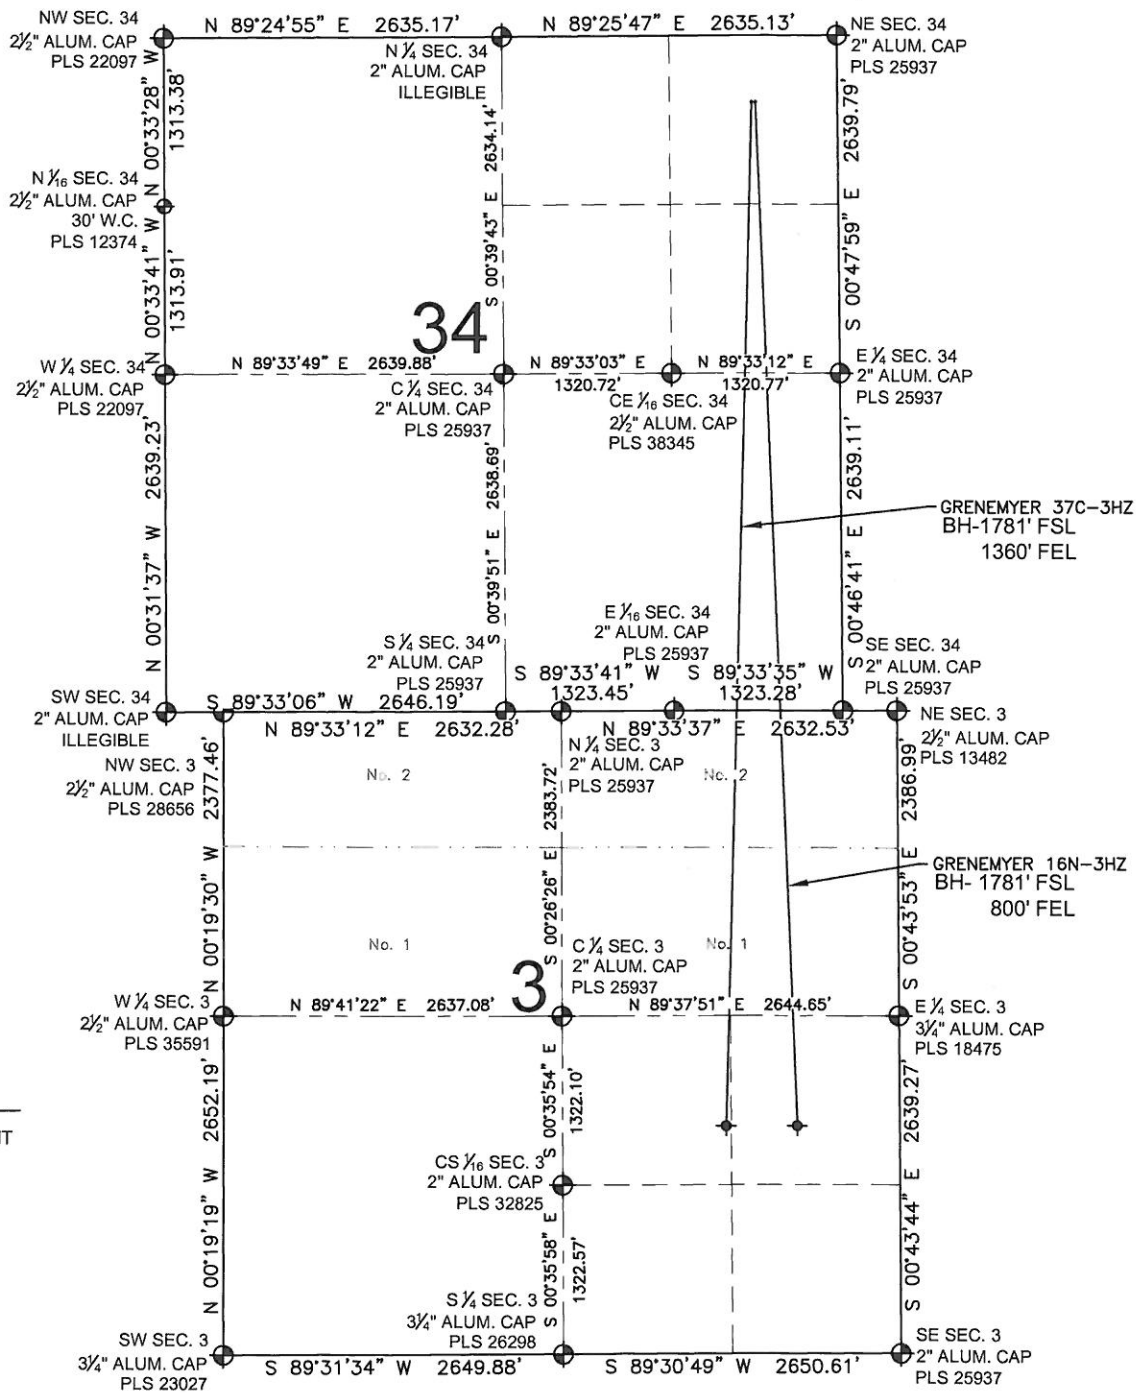 N 89°24'55" E 2635.17'
N 89°25'47" E 2635.13'
NW SEC. 34
2½" ALUM. CAP
PLS 22097
N ¼ SEC. 34
2" ALUM. CAP
ILLEGIBLE
NE SEC. 34
2" ALUM. CAP
PLS 25937
N 00°33'28" W
1313.38'
S 00°39'43" E 2634.14'
S 00°47'59" E 2639.79'
N 1⁄16 SEC. 34
2½" ALUM. CAP
30' W.C.
PLS 12374
N 00°33'41" W
1313.91'
34
W ¼ SEC. 34
2½" ALUM. CAP
PLS 22097
N 89°33'49" E 2639.88'
C ¼ SEC. 34
2" ALUM. CAP
PLS 25937
N 89°33'03" E
1320.72'
N 89°33'12" E
1320.77'
CE 1⁄16 SEC. 34
2½" ALUM. CAP
PLS 38345
E ¼ SEC. 34
2" ALUM. CAP
PLS 25937
N 00°31'37" W 2639.23'
S 00°39'51" E 2638.69'
S 00°46'41" E 2639.11'
GRENEMYER 37C-3HZ
BH-1781' FSL
1360' FEL
E 1⁄16 SEC. 34
2" ALUM. CAP
PLS 25937
S ¼ SEC. 34
2" ALUM. CAP
PLS 25937
SE SEC. 34
2" ALUM. CAP
PLS 25937
S 89°33'41" W
1323.45'
S 89°33'35" W
1323.28'
SW SEC. 34
2" ALUM. CAP
ILLEGIBLE
S 89°33'06" W 2646.19'
N 89°33'12" E 2632.28'
N 89°33'37" E 2632.53'
NW SEC. 3
2½" ALUM. CAP
PLS 28656
N ¼ SEC. 3
2" ALUM. CAP
PLS 25937
NE SEC. 3
2½" ALUM. CAP
PLS 13482
No. 2
No. 2
N 00°19'30" W 2377.46'
S 00°26'26" E 2383.72'
S 00°43'53" E 2386.99'
GRENEMYER 16N-3HZ
BH- 1781' FSL
800' FEL
No. 1
No. 1
3
C ¼ SEC. 3
2" ALUM. CAP
PLS 25937
W ¼ SEC. 3
2½" ALUM. CAP
PLS 35591
N 89°41'22" E 2637.08'
N 89°37'51" E 2644.65'
E ¼ SEC. 3
3¼" ALUM. CAP
PLS 18475
N 00°19'19" W 2652.19'
S 00°35'54" E
1322.10'
S 00°43'44" E 2639.27'
CS 1⁄16 SEC. 3
2" ALUM. CAP
PLS 32825
S 00°35'58" E
1322.57'
S ¼ SEC. 3
3¼" ALUM. CAP
PLS 26298
SW SEC. 3
3¼" ALUM. CAP
PLS 23027
S 89°31'34" W 2649.88'
S 89°30'49" W 2650.61'
SE SEC. 3
2" ALUM. CAP
PLS 25937